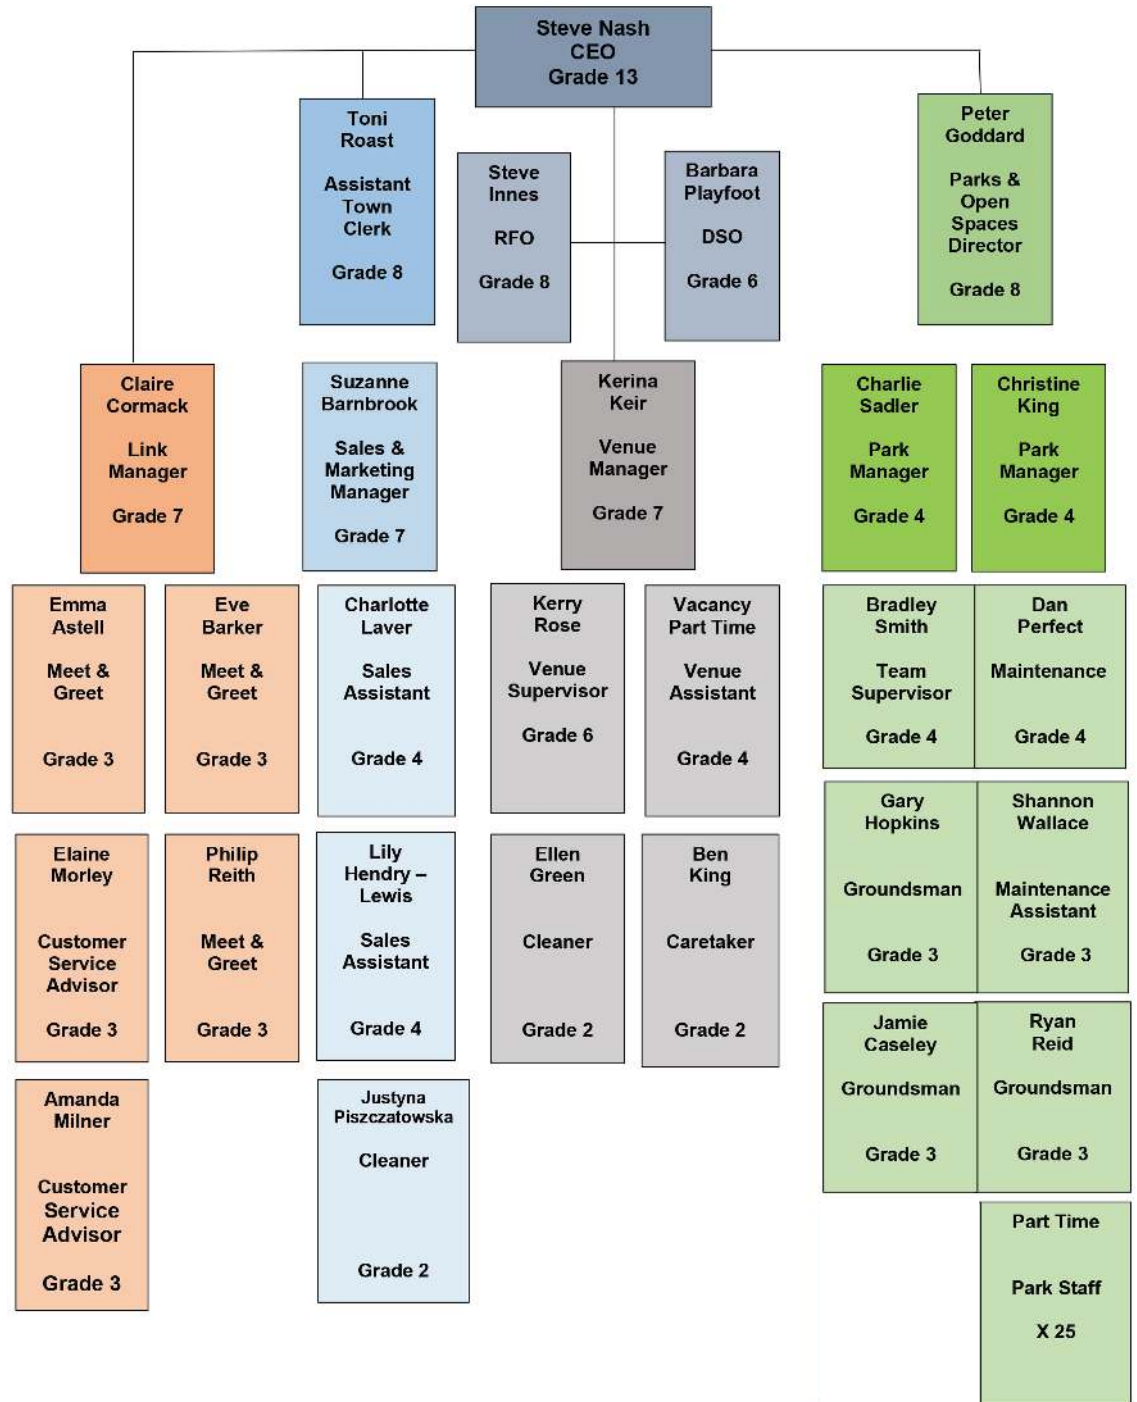 Steve Nash
CEO
Grade 13
Toni
Roast
Assistant
Town
Clerk
Grade 8
Steve
Innes
RFO
Grade 8
Barbara
Playfoot
DSO
Grade 6
Peter
Goddard
Parks &
Open
Spaces
Director
Grade 8
Claire
Cormack
Link
Manager
Grade 7
Suzanne
Barnbrook
Sales &
Marketing
Manager
Grade 7
Kerina
Keir
Venue
Manager
Grade 7
Charlie
Sadler
Park
Manager
Grade 4
Christine
King
Park
Manager
Grade 4
Emma
Astell
Meet &
Greet
Grade 3
Eve
Barker
Meet &
Greet
Grade 3
Charlotte
Laver
Sales
Assistant
Grade 4
Kerry
Rose
Venue
Supervisor
Grade 6
Vacancy
Part Time
Venue
Assistant
Grade 4
Bradley
Smith
Team
Supervisor
Grade 4
Dan
Perfect
Maintenance
Grade 4
Elaine
Morley
Customer
Service
Advisor
Grade 3
Philip
Reith
Meet &
Greet
Grade 3
Lily
Hendry –
Lewis
Sales
Assistant
Grade 4
Ellen
Green
Cleaner
Grade 2
Ben
King
Caretaker
Grade 2
Gary
Hopkins
Groundsman
Grade 3
Shannon
Wallace
Maintenance
Assistant
Grade 3
Jamie
Caseley
Groundsman
Grade 3
Ryan
Reid
Groundsman
Grade 3
Amanda
Milner
Customer
Service
Advisor
Grade 3
Justyna
Piszczatowska
Cleaner
Grade 2
Part Time
Park Staff
X 25